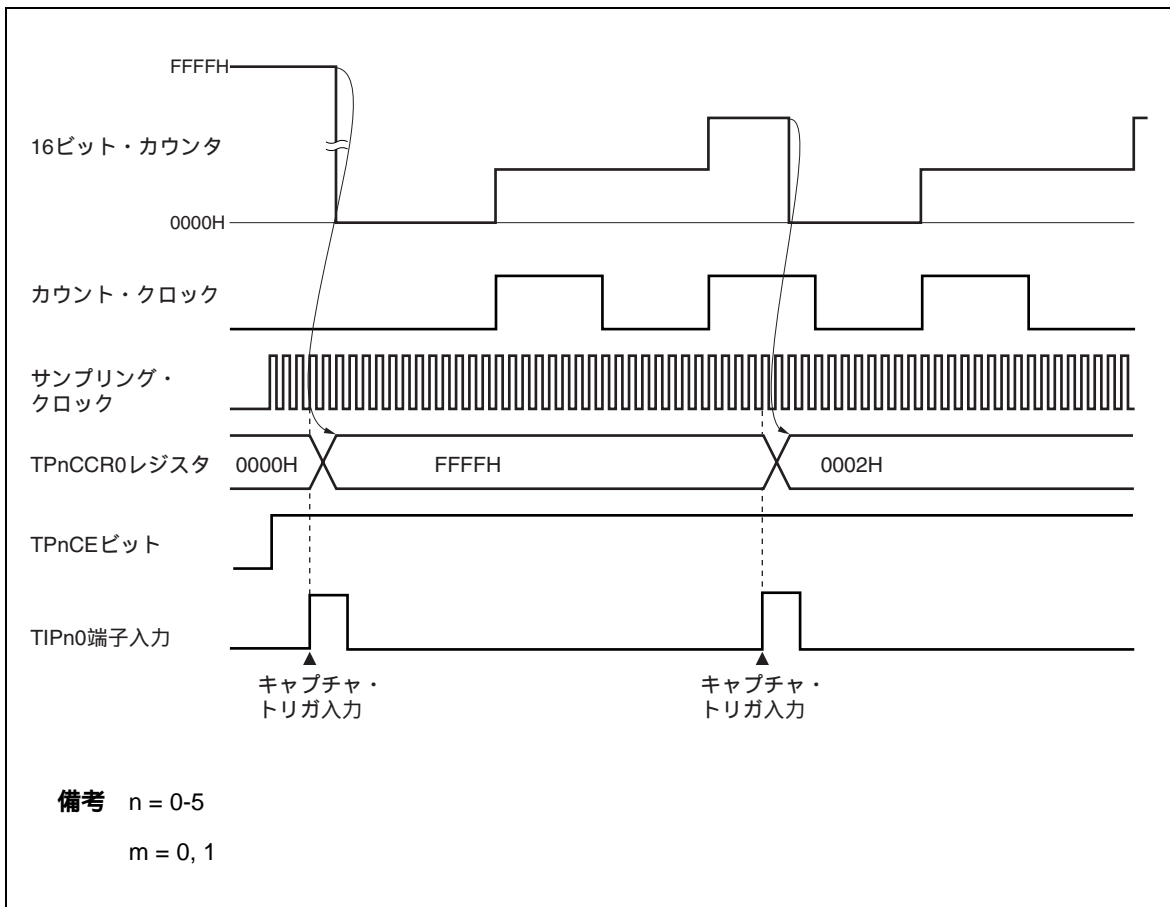 FFFFH
16ビット・カウンタ
0000H
カウント・クロック
サンプリング・
クロック
TPnCCR0レジスタ 0000H FFFFH 0002H
TPnCEビット
TIPn0端子入力
キャプチャ・
トリガ入力
キャプチャ・
トリガ入力
備考 n = 0-5
m = 0, 1